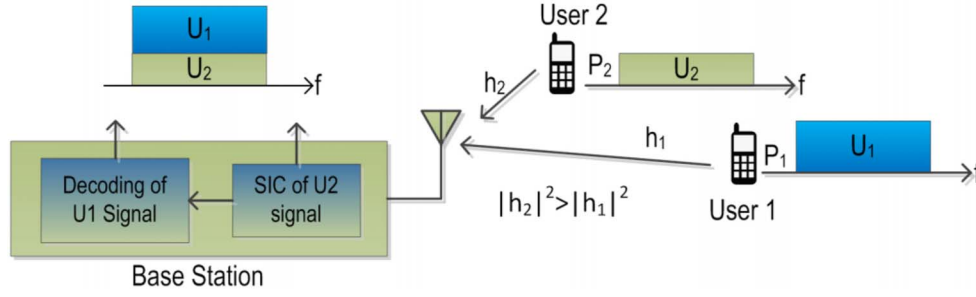 U₁
U₂
f
User 2
P₂
U₂
f
h₂
h₁
P₁
U₁
f
User 1
|h₂|²>|h₁|²
Decoding of
U1 Signal
SIC of U2
signal
Base Station